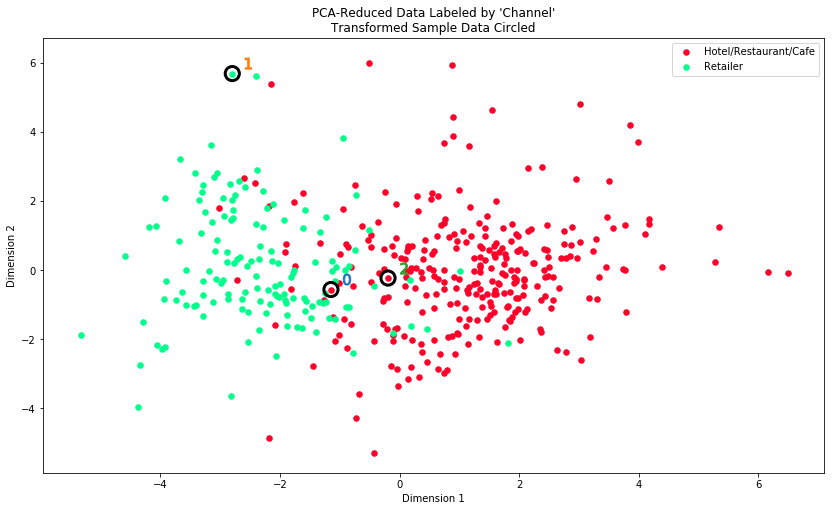 PCA-Reduced Data Labeled by 'Channel'
Transformed Sample Data Circled
Hotel/Restaurant/Cafe
Retailer
1
0
2
6
4
2
0
−2
−4
Dimension 2
−4
−2
0
2
4
6
Dimension 1